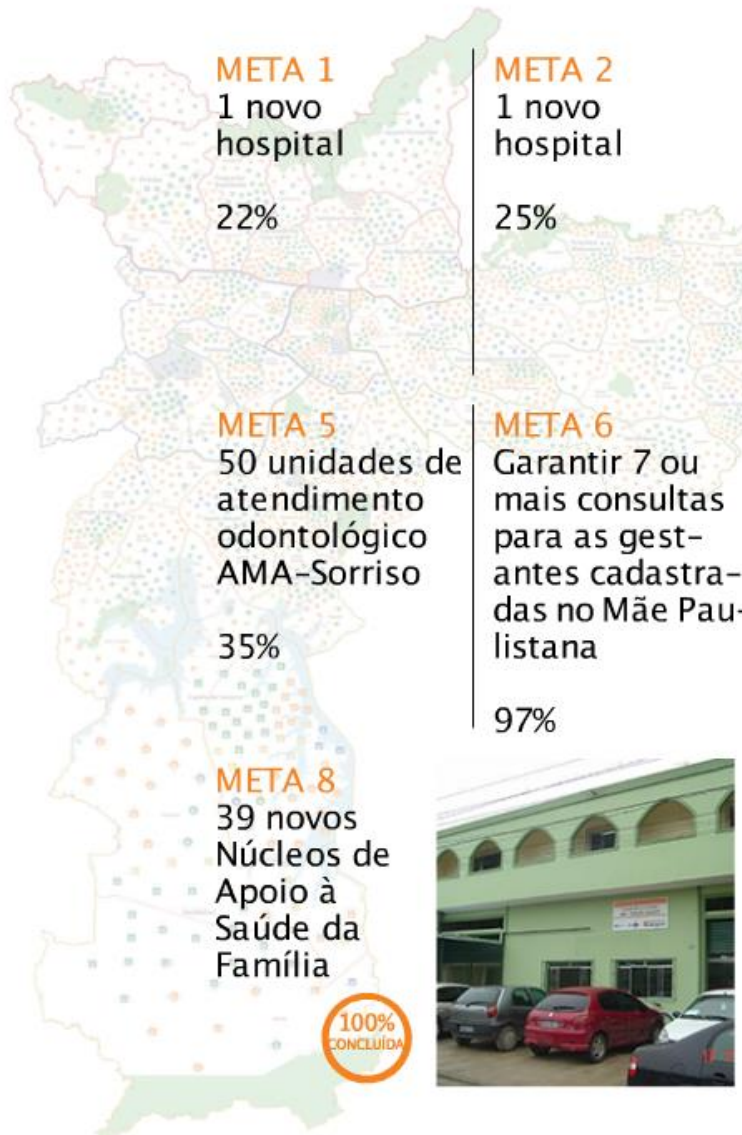 META 1
1 novo
hospital
22%
META 2
1 novo
hospital
25%
META 5
50 unidades de
atendimento
odontológico
AMA-Sorriso
35%
META 6
Garantir 7 ou
mais consultas
para as gest-
antes cadastra-
das no Mãe Pau-
listana
97%
META 8
39 novos
Núcleos de
Apoio à
Saúde da
Família
100%
CONCLUÍDA